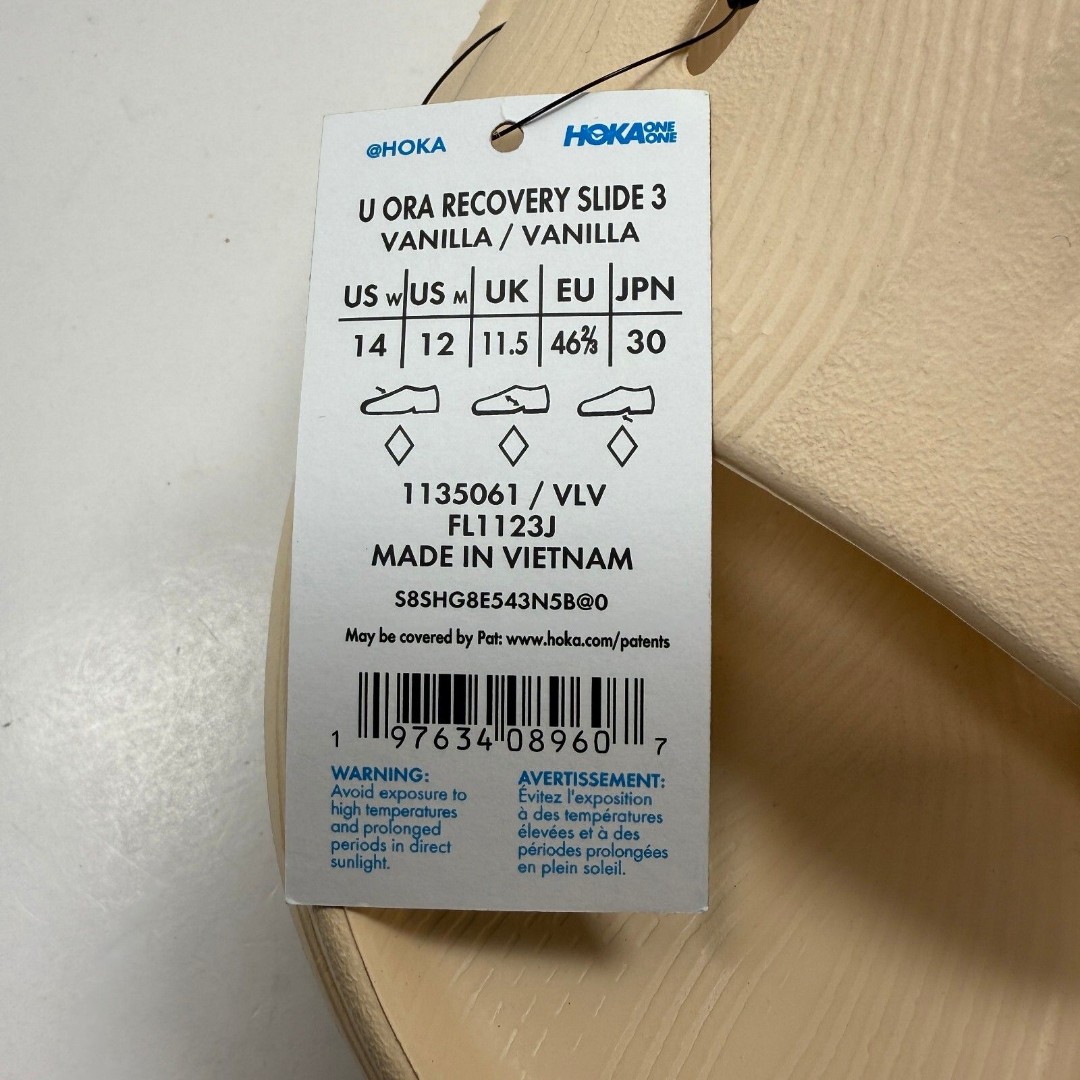 @HOKA
HOKA ONE ONE
U ORA RECOVERY SLIDE 3
VANILLA / VANILLA
US W US M UK EU JPN
14 12 11.5 46⅔ 30
1135061 / VLV
FL1123J
MADE IN VIETNAM
S8SHG8E543N5B@0
May be covered by Pat: www.hoka.com/patents
1 97634 08960 7
WARNING:
Avoid exposure to
high temperatures
and prolonged
periods in direct
sunlight.
AVERTISSEMENT:
Évitez l'exposition
à des températures
élevées et à des
périodes prolongées
en plein soleil.